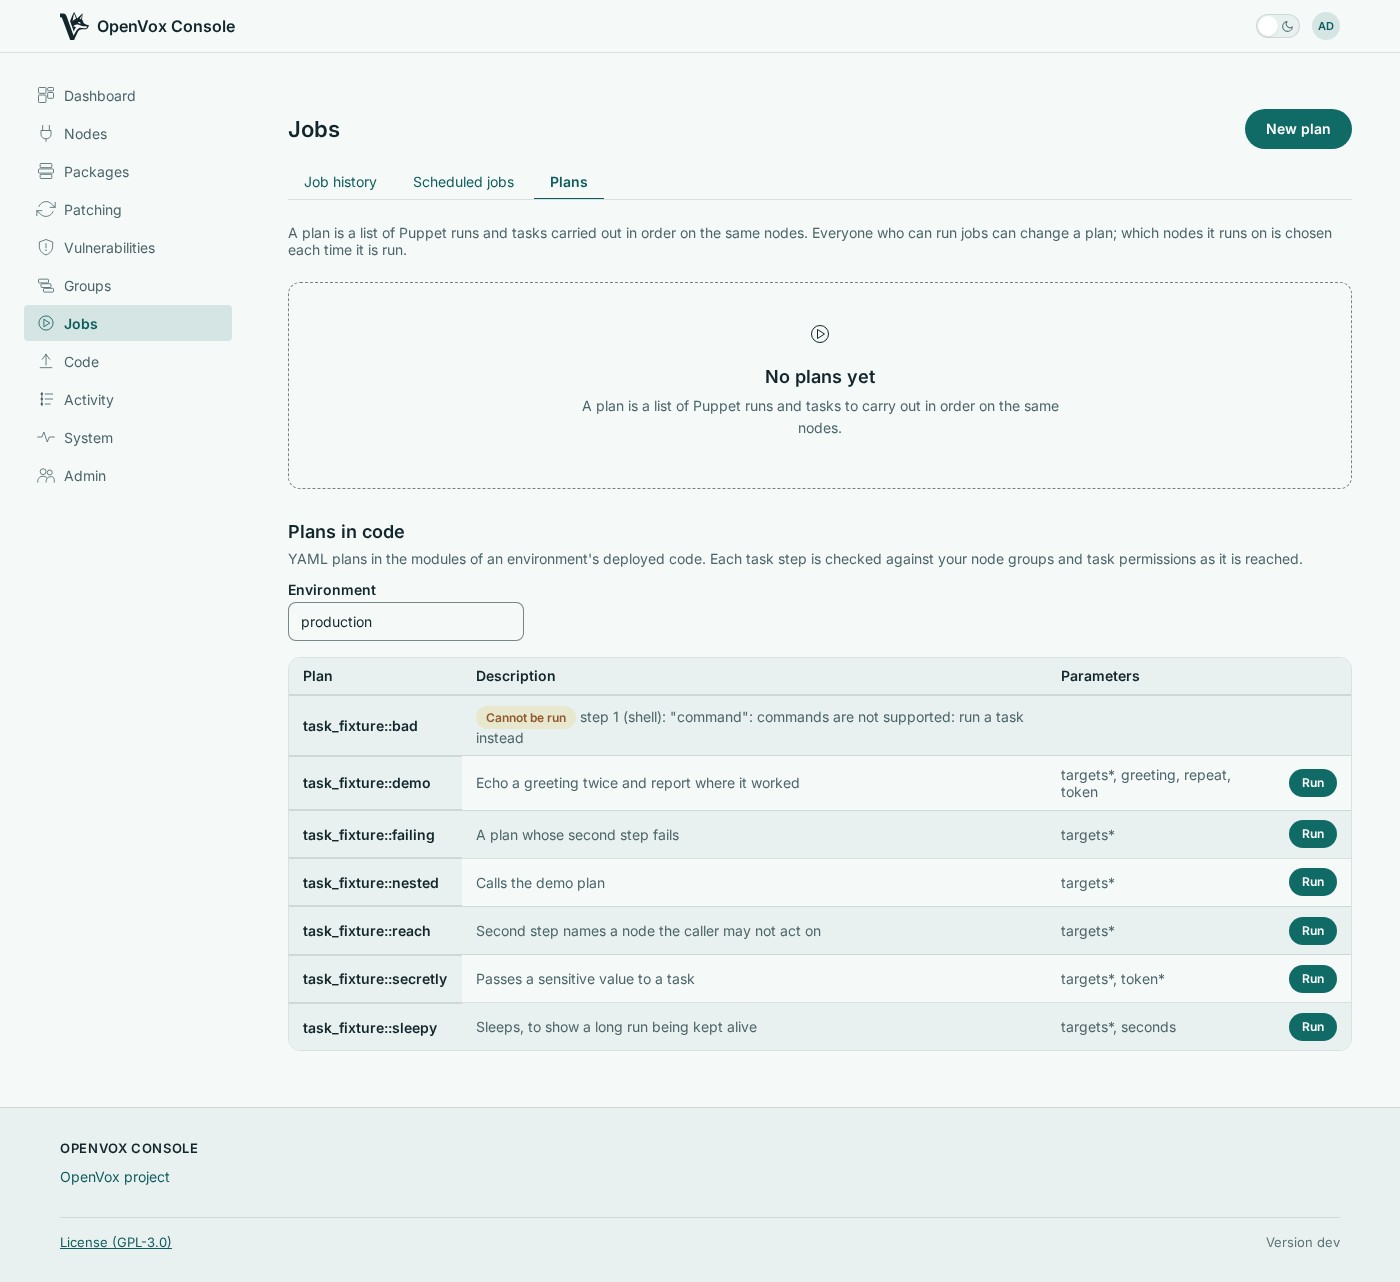 OpenVox Console
AD
Dashboard
Nodes
Packages
Patching
Vulnerabilities
Groups
Jobs
Code
Activity
System
Admin
Jobs
New plan
Job history
Scheduled jobs
Plans
A plan is a list of Puppet runs and tasks carried out in order on the same nodes. Everyone who can run jobs can change a plan; which nodes it runs on is chosen
each time it is run.
No plans yet
A plan is a list of Puppet runs and tasks to carry out in order on the same
nodes.
Plans in code
YAML plans in the modules of an environment's deployed code. Each task step is checked against your node groups and task permissions as it is reached.
Environment
production
Plan Description Parameters
task_fixture::bad Cannot be run step 1 (shell): "command": commands are not supported: run a task
instead
task_fixture::demo Echo a greeting twice and report where it worked targets*, greeting, repeat,
token Run
task_fixture::failing A plan whose second step fails targets* Run
task_fixture::nested Calls the demo plan targets* Run
task_fixture::reach Second step names a node the caller may not act on targets* Run
task_fixture::secretly Passes a sensitive value to a task targets*, token* Run
task_fixture::sleepy Sleeps, to show a long run being kept alive targets*, seconds Run
OPENVOX CONSOLE
OpenVox project
License (GPL-3.0)
Version dev